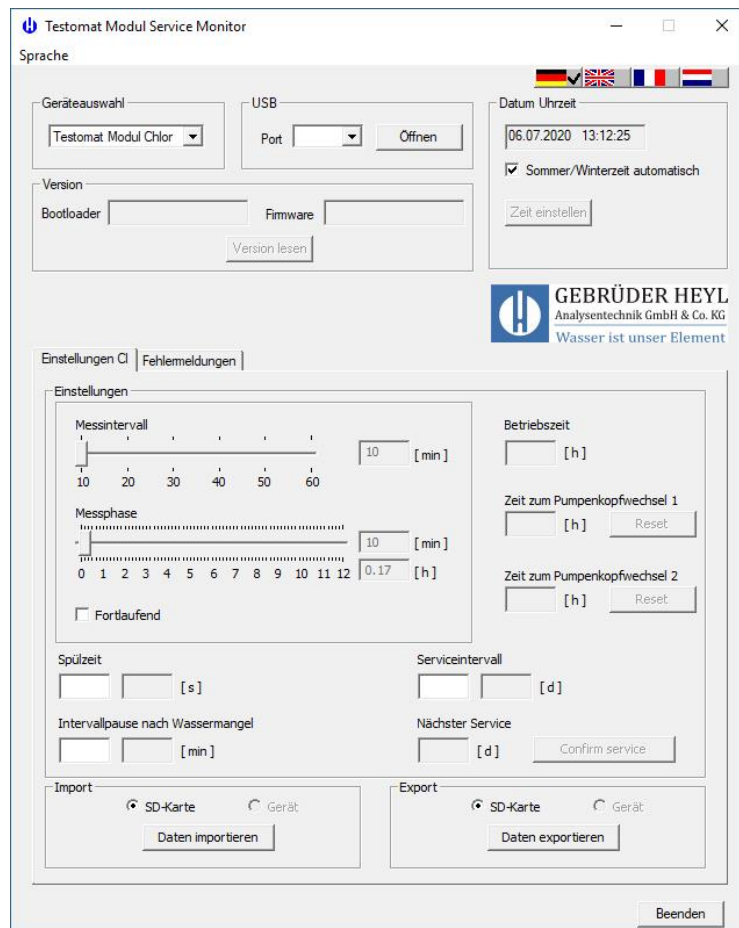 Testomat Modul Service Monitor
Sprache
Geräteauswahl
Testomat Modul Chlor
USB
Port
Öffnen
Datum Uhrzeit
06.07.2020 13:12:25
Sommer/Winterzeit automatisch
Zeit einstellen
Version
Bootloader
Firmware
Version lesen
GEBRÜDER HEYL
Analysentechnik GmbH & Co. KG
Wasser ist unser Element
Einstellungen Cl
Fehlermeldungen
Einstellungen
Messintervall
10 [ min ]
10 20 30 40 50 60
Messphase
10 [ min ]
0 1 2 3 4 5 6 7 8 9 10 11 12
0.17 [ h ]
Fortlaufend
Betriebszeit
[ h ]
Zeit zum Pumpenkopfwechsel 1
[ h ] Reset
Zeit zum Pumpenkopfwechsel 2
[ h ] Reset
Spülzeit
[ s ]
Serviceintervall
[ d ]
Intervallpause nach Wassermangel
[ min ]
Nächster Service
[ d ] Confirm service
Import
SD-Karte Gerät
Daten importieren
Export
SD-Karte Gerät
Daten exportieren
Beenden